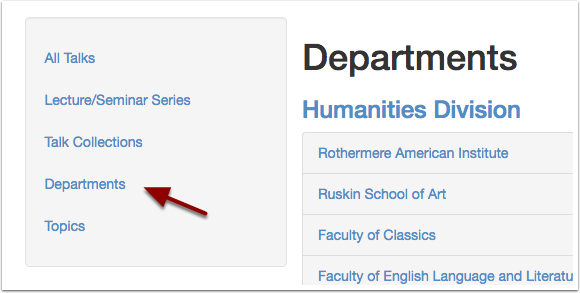 All Talks
Lecture/Seminar Series
Talk Collections
Departments
Topics
Departments
Humanities Division
Rothermere American Institute
Ruskin School of Art
Faculty of Classics
Faculty of English Language and Literatu